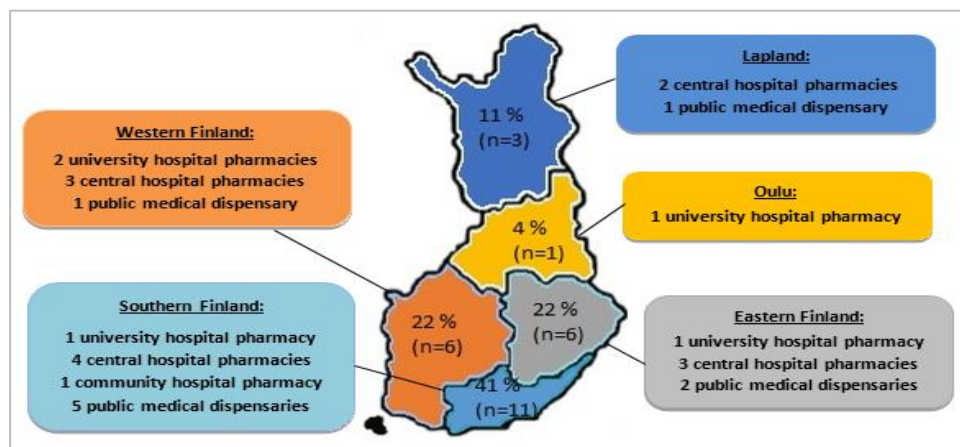 Lapland:
2 central hospital pharmacies
1 public medical dispensary
11 %
(n=3)
Western Finland:
2 university hospital pharmacies
3 central hospital pharmacies
1 public medical dispensary
Oulu:
1 university hospital pharmacy
4 %
(n=1)
Southern Finland:
1 university hospital pharmacy
4 central hospital pharmacies
1 community hospital pharmacy
5 public medical dispensaries
22 %
(n=6)
22 %
(n=6)
Eastern Finland:
1 university hospital pharmacy
3 central hospital pharmacies
2 public medical dispensaries
41 %
(n=11)